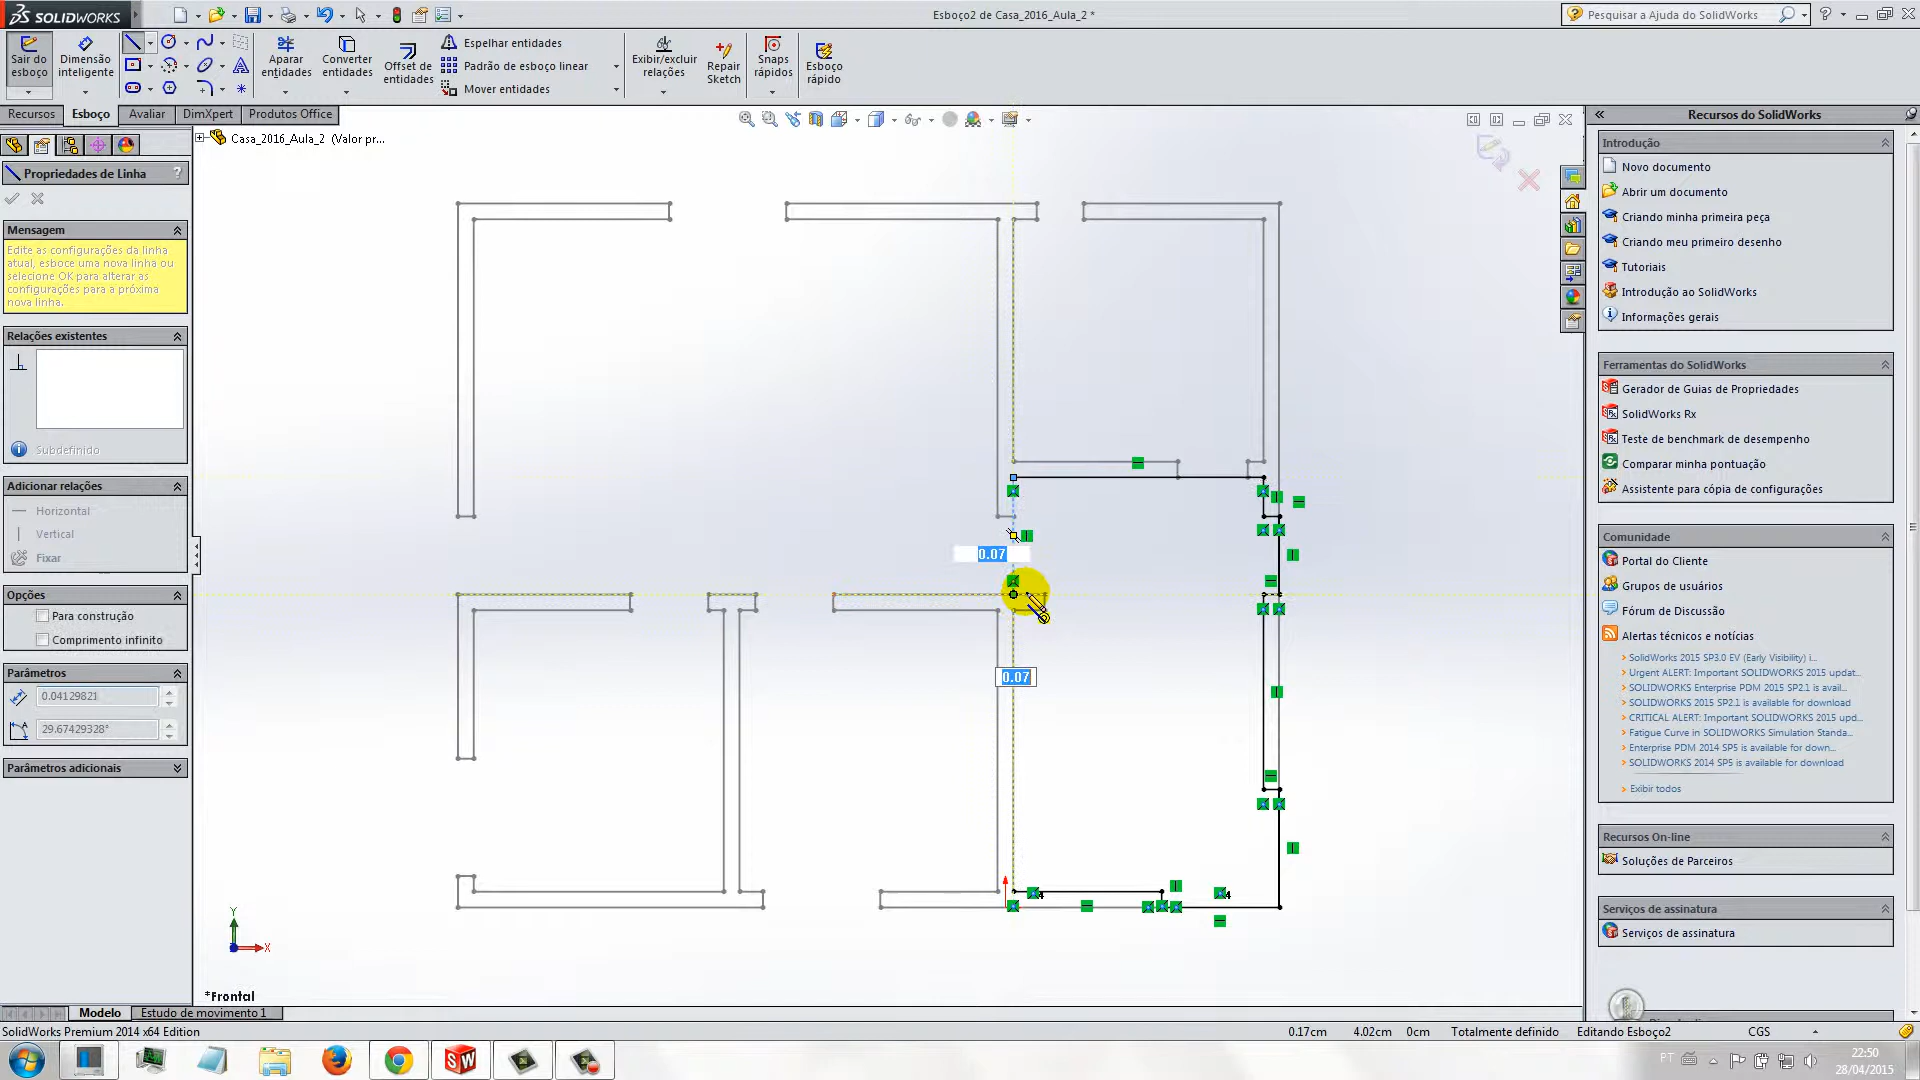 SOLIDWORKS
Esboço2 de Casa_2016_Aula_2 *
Pesquisar a Ajuda do SolidWorks
Sair do esboço
Dimensão inteligente
Aparar entidades
Converter entidades
Offset de entidades
Espelhar entidades
Padrão de esboço linear
Mover entidades
Exibir/excluir relações
Repair Sketch
Snaps rápidos
Esboço rápido
Recursos
Esboço
Avaliar
DimXpert
Produtos Office
Casa_2016_Aula_2 (Valor pr...
Propriedades de Linha
?
Mensagem
Edite as configurações da linha
atual, esboce uma nova linha ou
selecione OK para alterar as
configurações para a próxima
nova linha.
Relações existentes
Subdefinido
Adicionar relações
Horizontal
Vertical
Fixar
Opções
Para construção
Comprimento infinito
Parâmetros
0.04129821
29.67429328°
Parâmetros adicionais
0.07
0.07
4
4
Y
X
*Frontal
Recursos do SolidWorks
Introdução
Novo documento
Abrir um documento
Criando minha primeira peça
Criando meu primeiro desenho
Tutoriais
Introdução ao SolidWorks
Informações gerais
Ferramentas do SolidWorks
Gerador de Guias de Propriedades
SolidWorks Rx
Teste de benchmark de desempenho
Comparar minha pontuação
Assistente para cópia de configurações
Comunidade
Portal do Cliente
Grupos de usuários
Fórum de Discussão
Alertas técnicos e notícias
SolidWorks 2015 SP3.0 EV (Early Visibility) i...
Urgent ALERT: Important SOLIDWORKS 2015 updat...
SOLIDWORKS Enterprise PDM 2015 SP2.1 is avail...
SOLIDWORKS 2015 SP2.1 is available for download
CRITICAL ALERT: Important SOLIDWORKS 2015 upd...
Fatigue Curve in SOLIDWORKS Simulation Standa...
Enterprise PDM 2014 SP5 is available for down...
SOLIDWORKS 2014 SP5 is available for download
Exibir todos
Recursos On-line
Soluções de Parceiros
Serviços de assinatura
Serviços de assinatura
Modelo
Estudo de movimento 1
SolidWorks Premium 2014 x64 Edition
0.17cm
4.02cm
0cm
Totalmente definido
Editando Esboço2
CGS
PT
22:50
28/04/2015